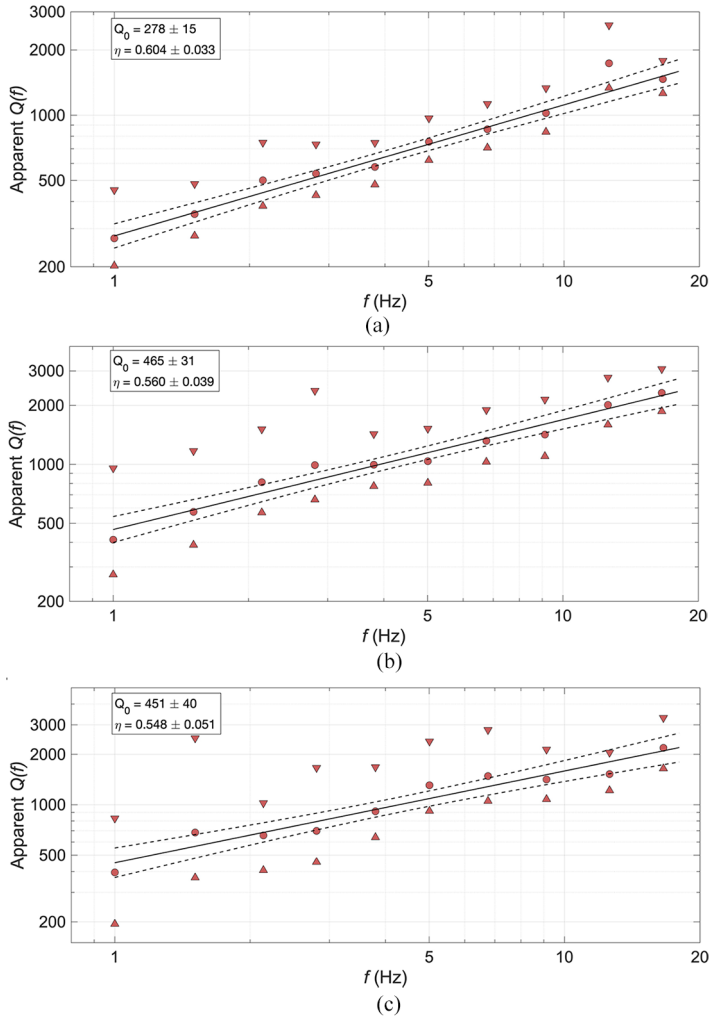 3000
2000
1000
500
200
Apparent Q(f)
Q0 = 278 ± 15
η = 0.604 ± 0.033
1
5
10
20
f (Hz)
(a)
3000
2000
1000
500
200
Apparent Q(f)
Q0 = 465 ± 31
η = 0.560 ± 0.039
1
5
10
20
f (Hz)
(b)
3000
2000
1000
500
200
Apparent Q(f)
Q0 = 451 ± 40
η = 0.548 ± 0.051
1
5
10
20
f (Hz)
(c)